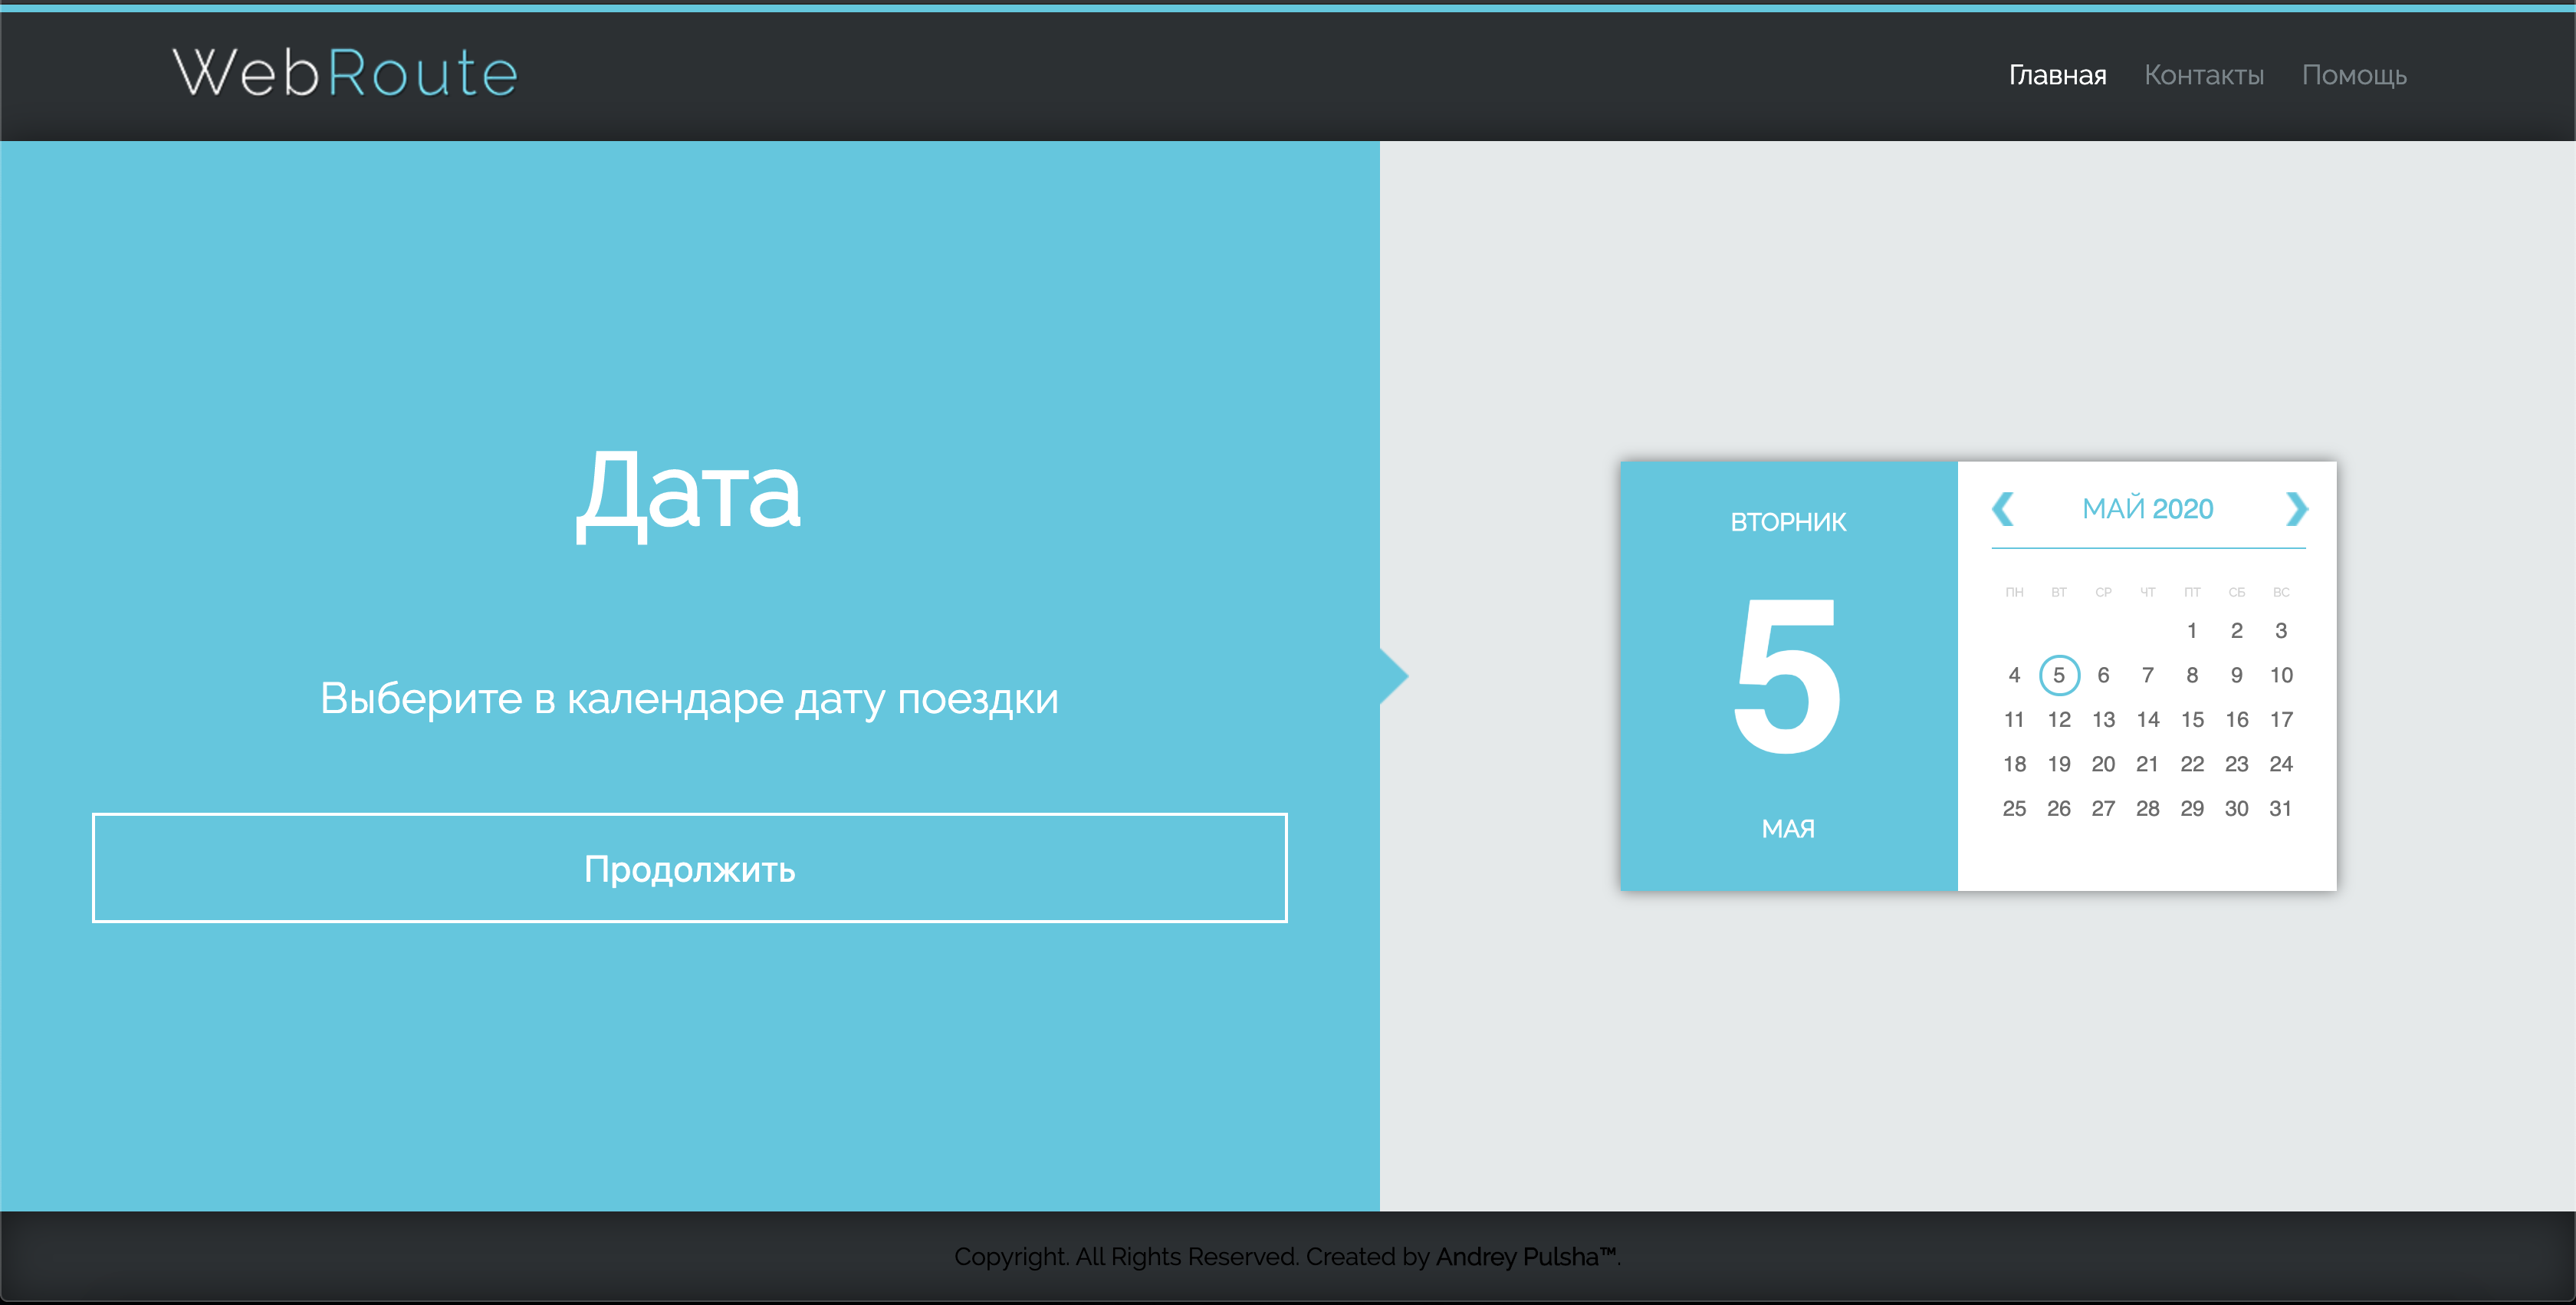 WebRoute
Главная Контакты Помощь
Дата
Выберите в календаре дату поездки
Продолжить
ВТОРНИК
5
МАЯ
❮ МАЙ 2020 ❯
ПН ВТ СР ЧТ ПТ СБ ВС
1 2 3
4 5 6 7 8 9 10
11 12 13 14 15 16 17
18 19 20 21 22 23 24
25 26 27 28 29 30 31
Copyright. All Rights Reserved. Created by Andrey Pulsha™.